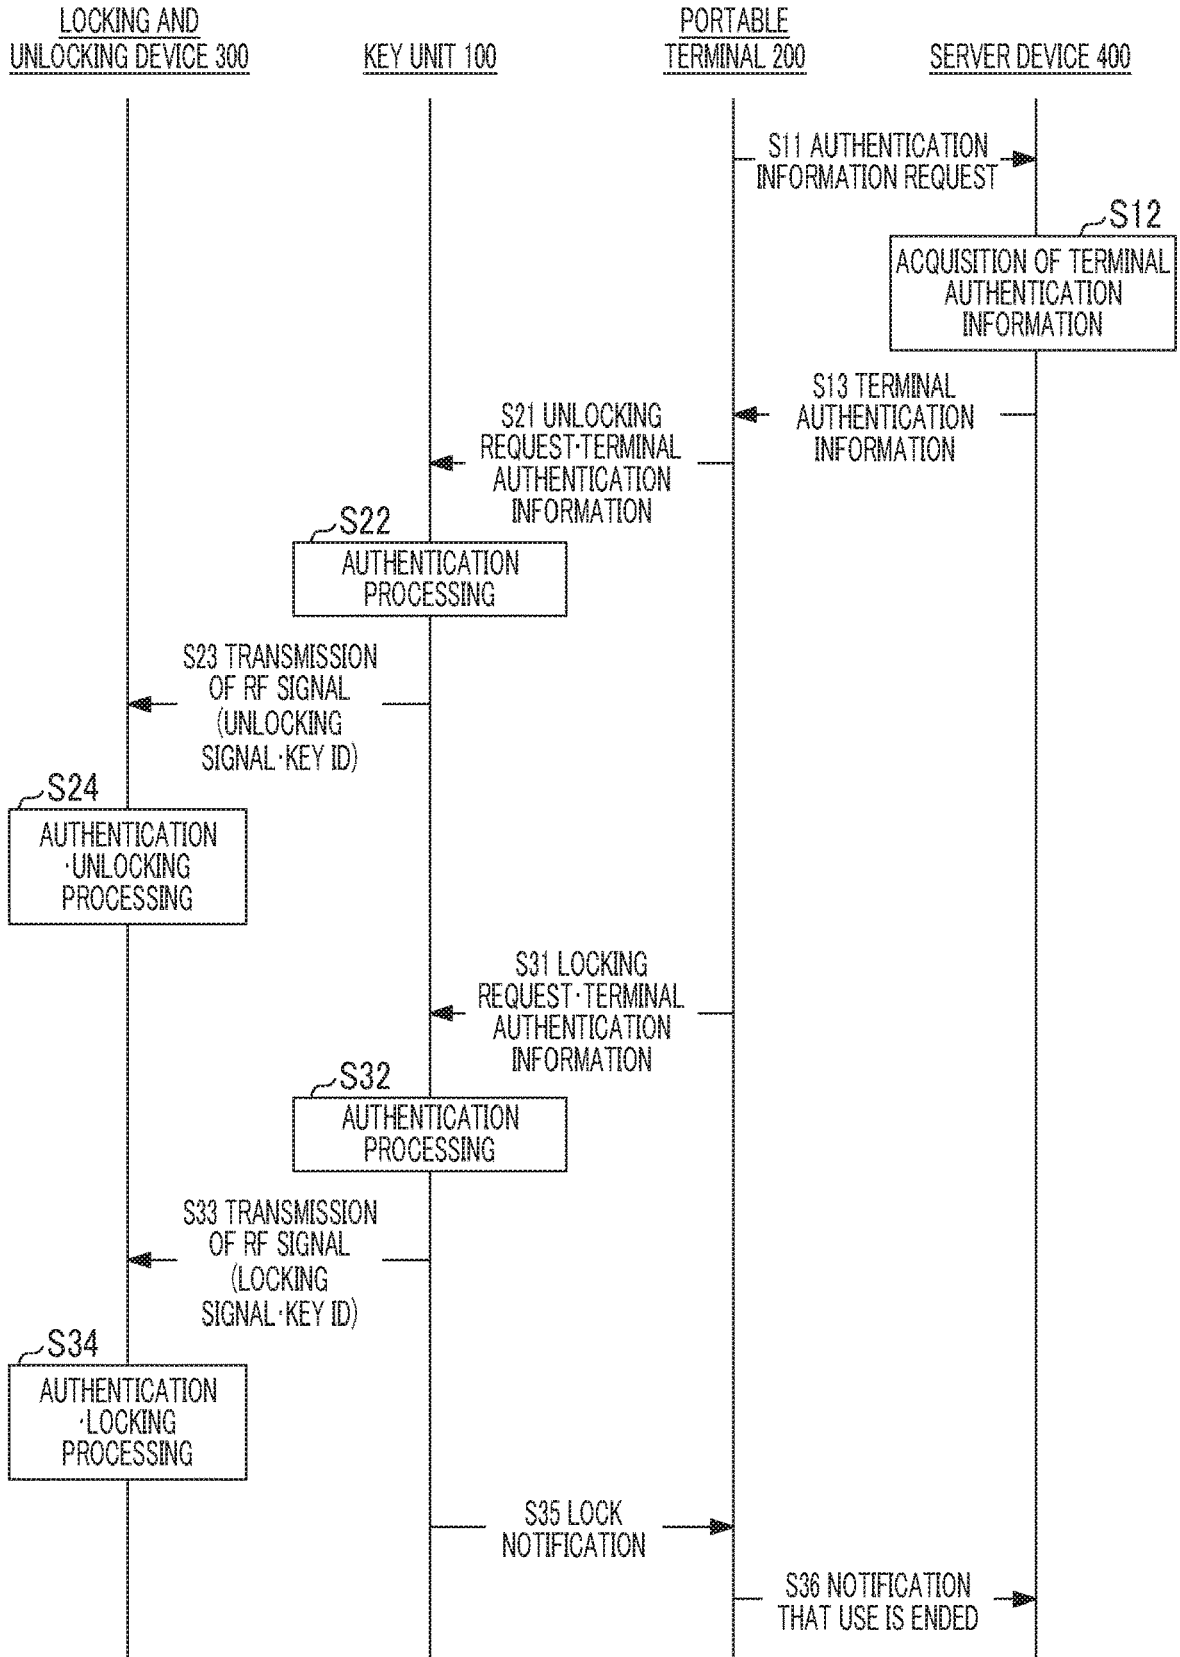 LOCKING AND
UNLOCKING DEVICE 300
KEY UNIT 100
PORTABLE
TERMINAL 200
SERVER DEVICE 400
S11 AUTHENTICATION
INFORMATION REQUEST
S12
ACQUISITION OF TERMINAL
AUTHENTICATION
INFORMATION
S13 TERMINAL
AUTHENTICATION
INFORMATION
S21 UNLOCKING
REQUEST·TERMINAL
AUTHENTICATION
INFORMATION
S22
AUTHENTICATION
PROCESSING
S23 TRANSMISSION
OF RF SIGNAL
(UNLOCKING
SIGNAL·KEY ID)
S24
AUTHENTICATION
·UNLOCKING
PROCESSING
S31 LOCKING
REQUEST·TERMINAL
AUTHENTICATION
INFORMATION
S32
AUTHENTICATION
PROCESSING
S33 TRANSMISSION
OF RF SIGNAL
(LOCKING
SIGNAL·KEY ID)
S34
AUTHENTICATION
·LOCKING
PROCESSING
S35 LOCK
NOTIFICATION
S36 NOTIFICATION
THAT USE IS ENDED